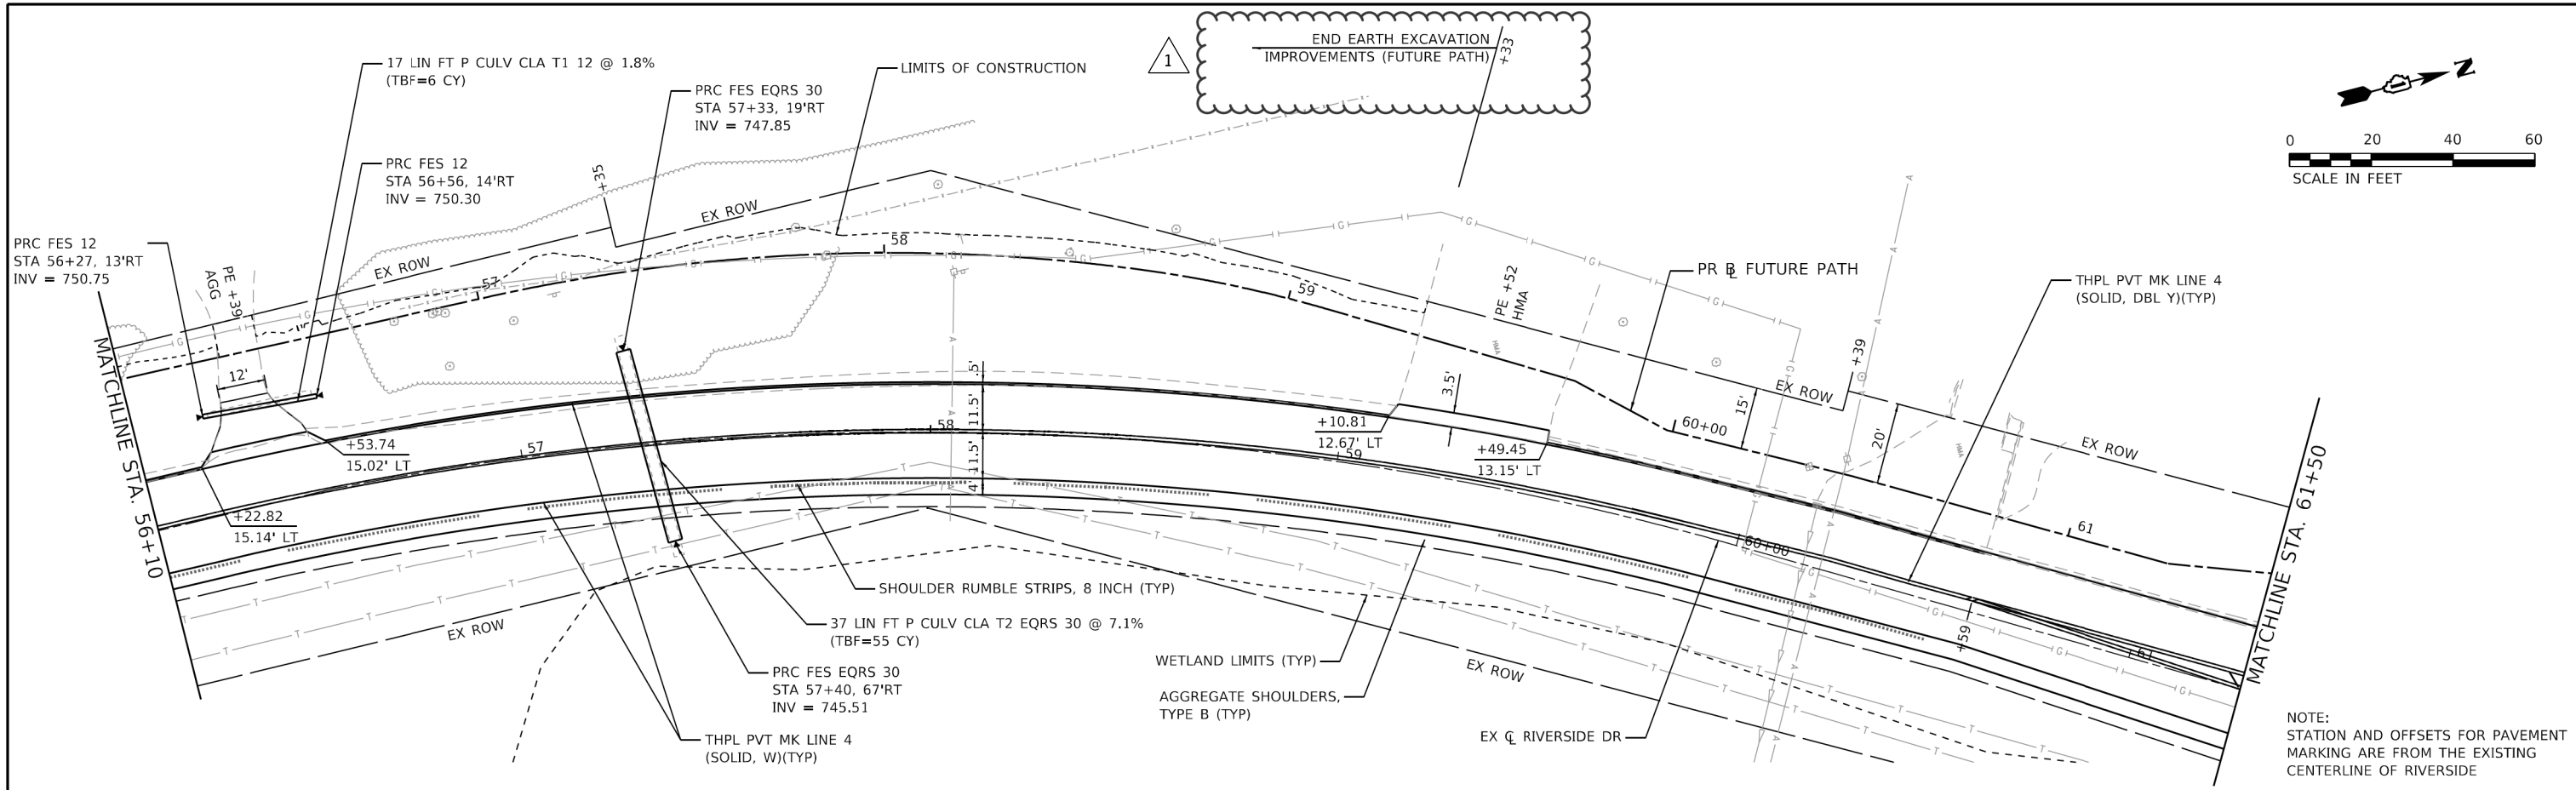 END EARTH EXCAVATION
IMPROVEMENTS (FUTURE PATH)
+33
1
17 LIN FT P CULV CLA T1 12 @ 1.8%
(TBF=6 CY)
LIMITS OF CONSTRUCTION
PRC FES EQRS 30
STA 57+33, 19'RT
INV = 747.85
N
0 20 40 60
SCALE IN FEET
PRC FES 12
STA 56+56, 14'RT
INV = 750.30
+35
EX ROW
EX ROW
PRC FES 12
STA 56+27, 13'RT
INV = 750.75
PE +39
AGG
57
58
59
PE +52
HMA
HMA
PR BL FUTURE PATH
THPL PVT MK LINE 4
(SOLID, DBL Y)(TYP)
MATCHLINE STA. 56+10
12'
.5'
11.5'
11.5'
4'
3.5'
15'
20'
+39
EX ROW
60+00
EX ROW
HMA
61
+53.74
15.02' LT
+22.82
15.14' LT
57
58
59
+10.81
12.67' LT
+49.45
13.15' LT
60+00
+59
61
MATCHLINE STA. 61+50
EX ROW
SHOULDER RUMBLE STRIPS, 8 INCH (TYP)
37 LIN FT P CULV CLA T2 EQRS 30 @ 7.1%
(TBF=55 CY)
PRC FES EQRS 30
STA 57+40, 67'RT
INV = 745.51
THPL PVT MK LINE 4
(SOLID, W)(TYP)
WETLAND LIMITS (TYP)
AGGREGATE SHOULDERS,
TYPE B (TYP)
EX ROW
EX CL RIVERSIDE DR
NOTE:
STATION AND OFFSETS FOR PAVEMENT
MARKING ARE FROM THE EXISTING
CENTERLINE OF RIVERSIDE